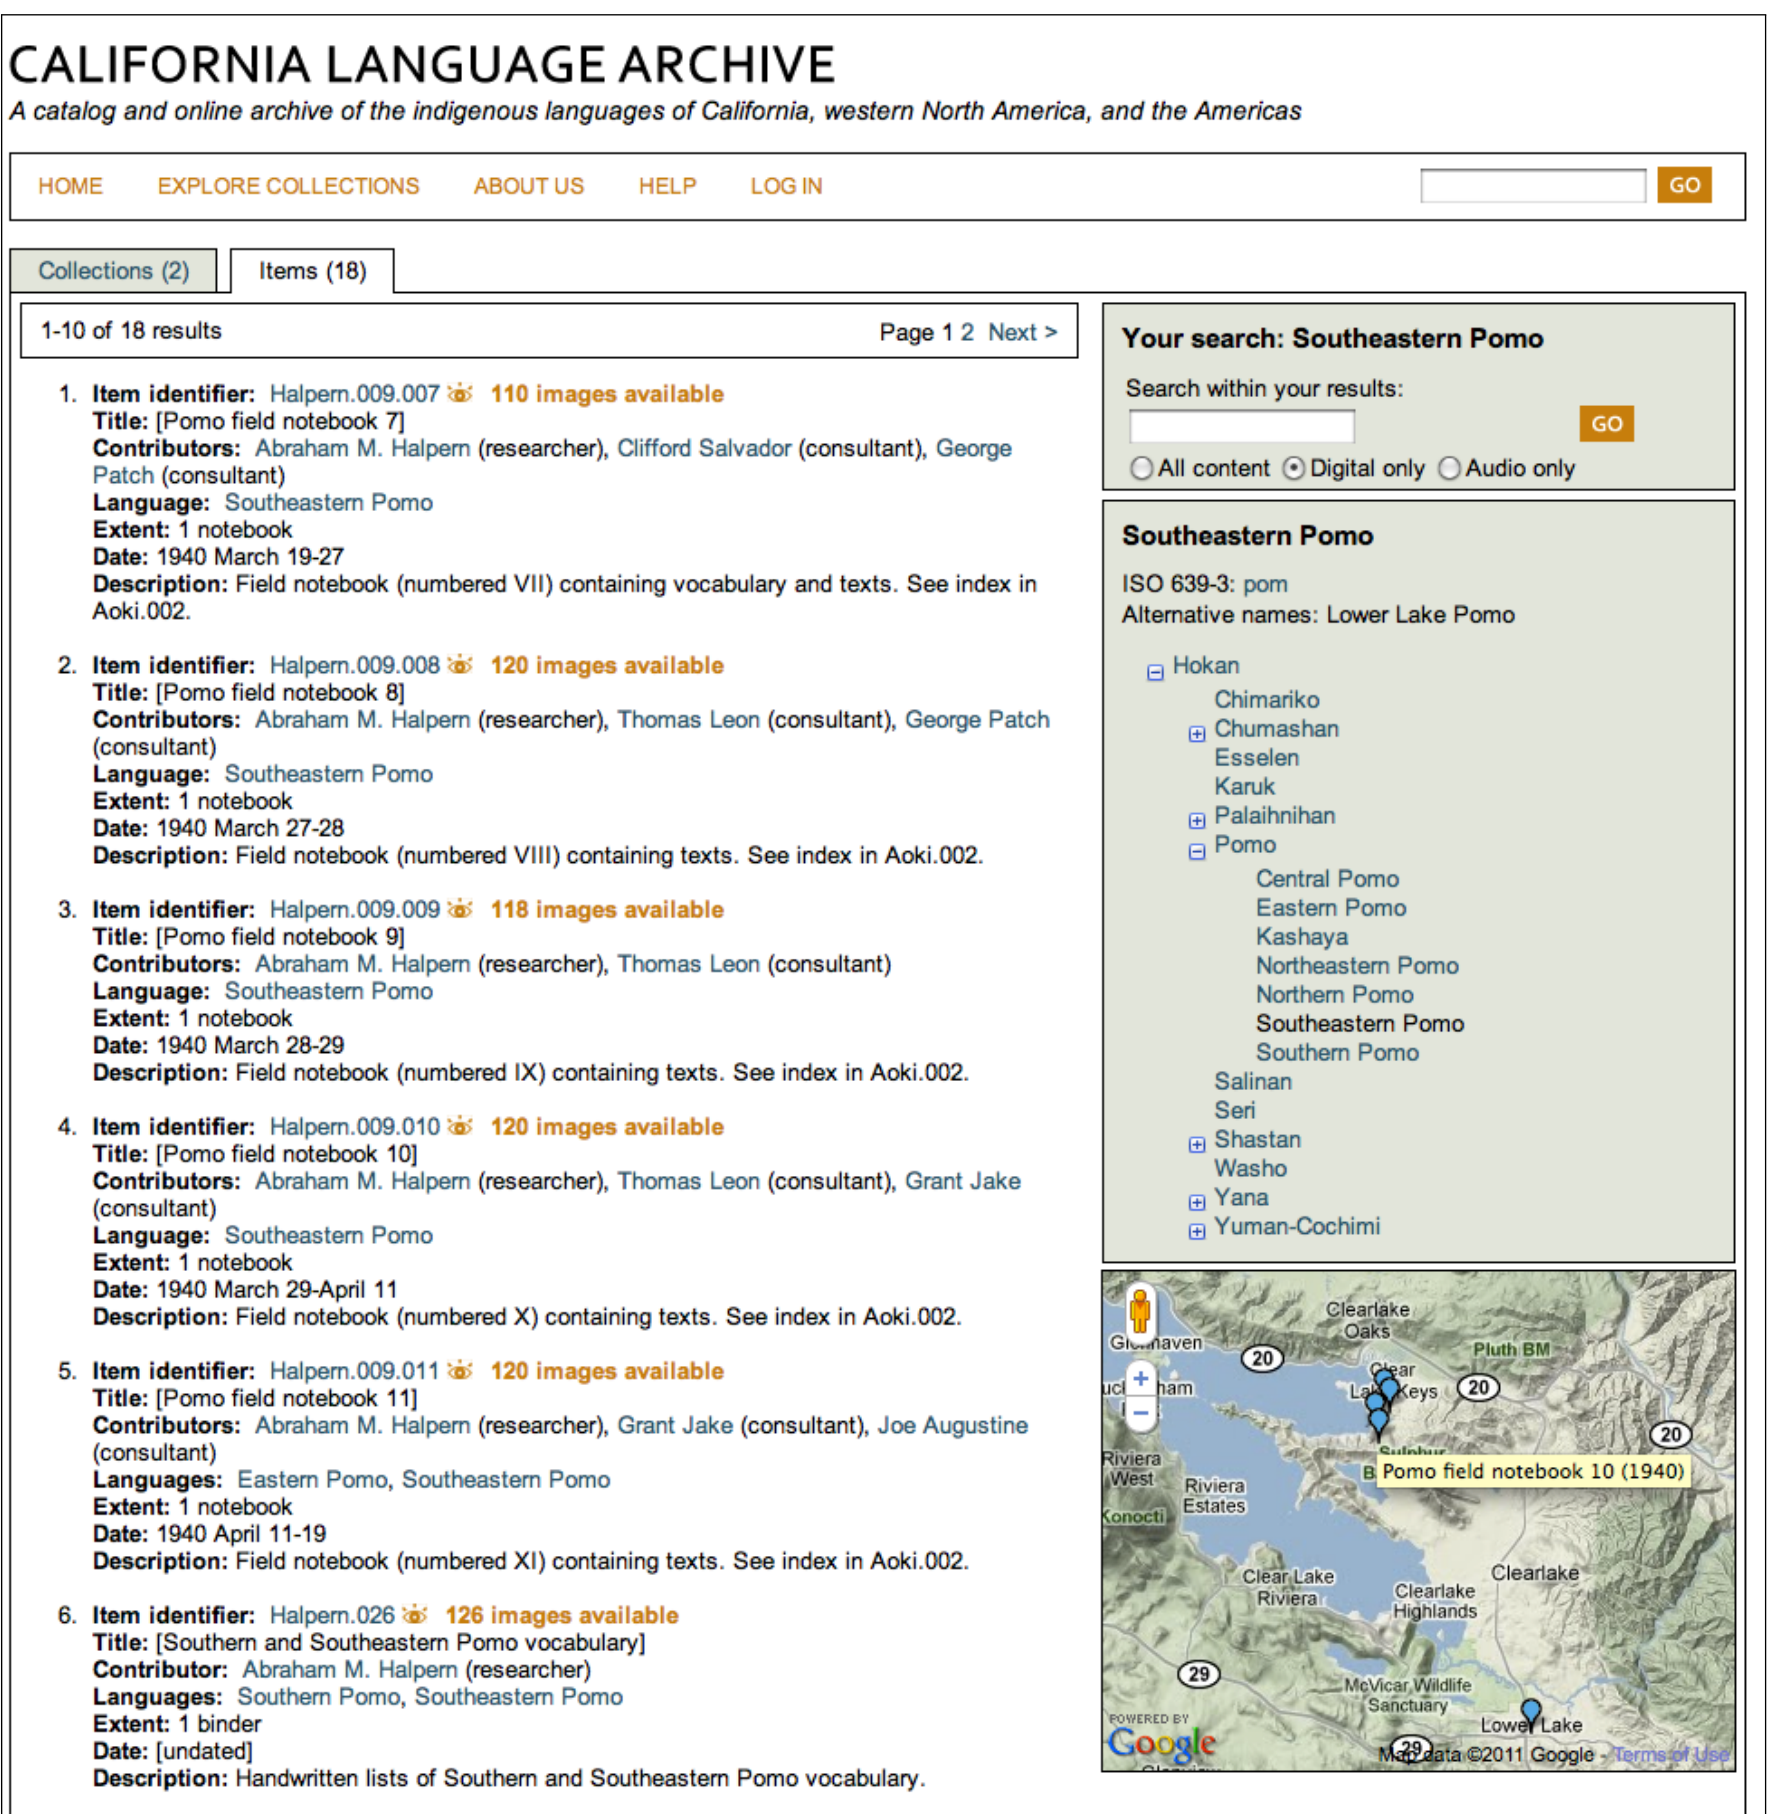 CALIFORNIA LANGUAGE ARCHIVE
A catalog and online archive of the indigenous languages of California, western North America, and the Americas
HOME EXPLORE COLLECTIONS ABOUT US HELP LOG IN GO
Collections (2) Items (18)
1-10 of 18 results Page 1 2 Next >
1. Item identifier: Halpern.009.007 110 images available
Title: [Pomo field notebook 7]
Contributors: Abraham M. Halpern (researcher), Clifford Salvador (consultant), George
Patch (consultant)
Language: Southeastern Pomo
Extent: 1 notebook
Date: 1940 March 19-27
Description: Field notebook (numbered VII) containing vocabulary and texts. See index in
Aoki.002.
2. Item identifier: Halpern.009.008 120 images available
Title: [Pomo field notebook 8]
Contributors: Abraham M. Halpern (researcher), Thomas Leon (consultant), George Patch
(consultant)
Language: Southeastern Pomo
Extent: 1 notebook
Date: 1940 March 27-28
Description: Field notebook (numbered VIII) containing texts. See index in Aoki.002.
3. Item identifier: Halpern.009.009 118 images available
Title: [Pomo field notebook 9]
Contributors: Abraham M. Halpern (researcher), Thomas Leon (consultant)
Language: Southeastern Pomo
Extent: 1 notebook
Date: 1940 March 28-29
Description: Field notebook (numbered IX) containing texts. See index in Aoki.002.
4. Item identifier: Halpern.009.010 120 images available
Title: [Pomo field notebook 10]
Contributors: Abraham M. Halpern (researcher), Thomas Leon (consultant), Grant Jake
(consultant)
Language: Southeastern Pomo
Extent: 1 notebook
Date: 1940 March 29-April 11
Description: Field notebook (numbered X) containing texts. See index in Aoki.002.
5. Item identifier: Halpern.009.011 120 images available
Title: [Pomo field notebook 11]
Contributors: Abraham M. Halpern (researcher), Grant Jake (consultant), Joe Augustine
(consultant)
Languages: Eastern Pomo, Southeastern Pomo
Extent: 1 notebook
Date: 1940 April 11-19
Description: Field notebook (numbered XI) containing texts. See index in Aoki.002.
6. Item identifier: Halpern.026 126 images available
Title: [Southern and Southeastern Pomo vocabulary]
Contributor: Abraham M. Halpern (researcher)
Languages: Southern Pomo, Southeastern Pomo
Extent: 1 binder
Date: [undated]
Description: Handwritten lists of Southern and Southeastern Pomo vocabulary.
Your search: Southeastern Pomo
Search within your results:
GO
All content Digital only Audio only
Southeastern Pomo
ISO 639-3: pom
Alternative names: Lower Lake Pomo
Hokan
Chimariko
Chumashan
Esselen
Karuk
Palaihnihan
Pomo
Central Pomo
Eastern Pomo
Kashaya
Northeastern Pomo
Northern Pomo
Southeastern Pomo
Southern Pomo
Salinan
Seri
Shastan
Washo
Yana
Yuman-Cochimi
Clearlake
Oaks
Pluth BM
20
Clear
Keys
20
20
Sulphur
Pomo field notebook 10 (1940)
Riviera
West
Riviera
Estates
Konocti
Clear Lake
Riviera
Clearlake
Clearlake
Highlands
29
McVicar Wildlife
Sanctuary
Lower Lake
POWERED BY
Google
29
Map data ©2011 Google - Terms of Use